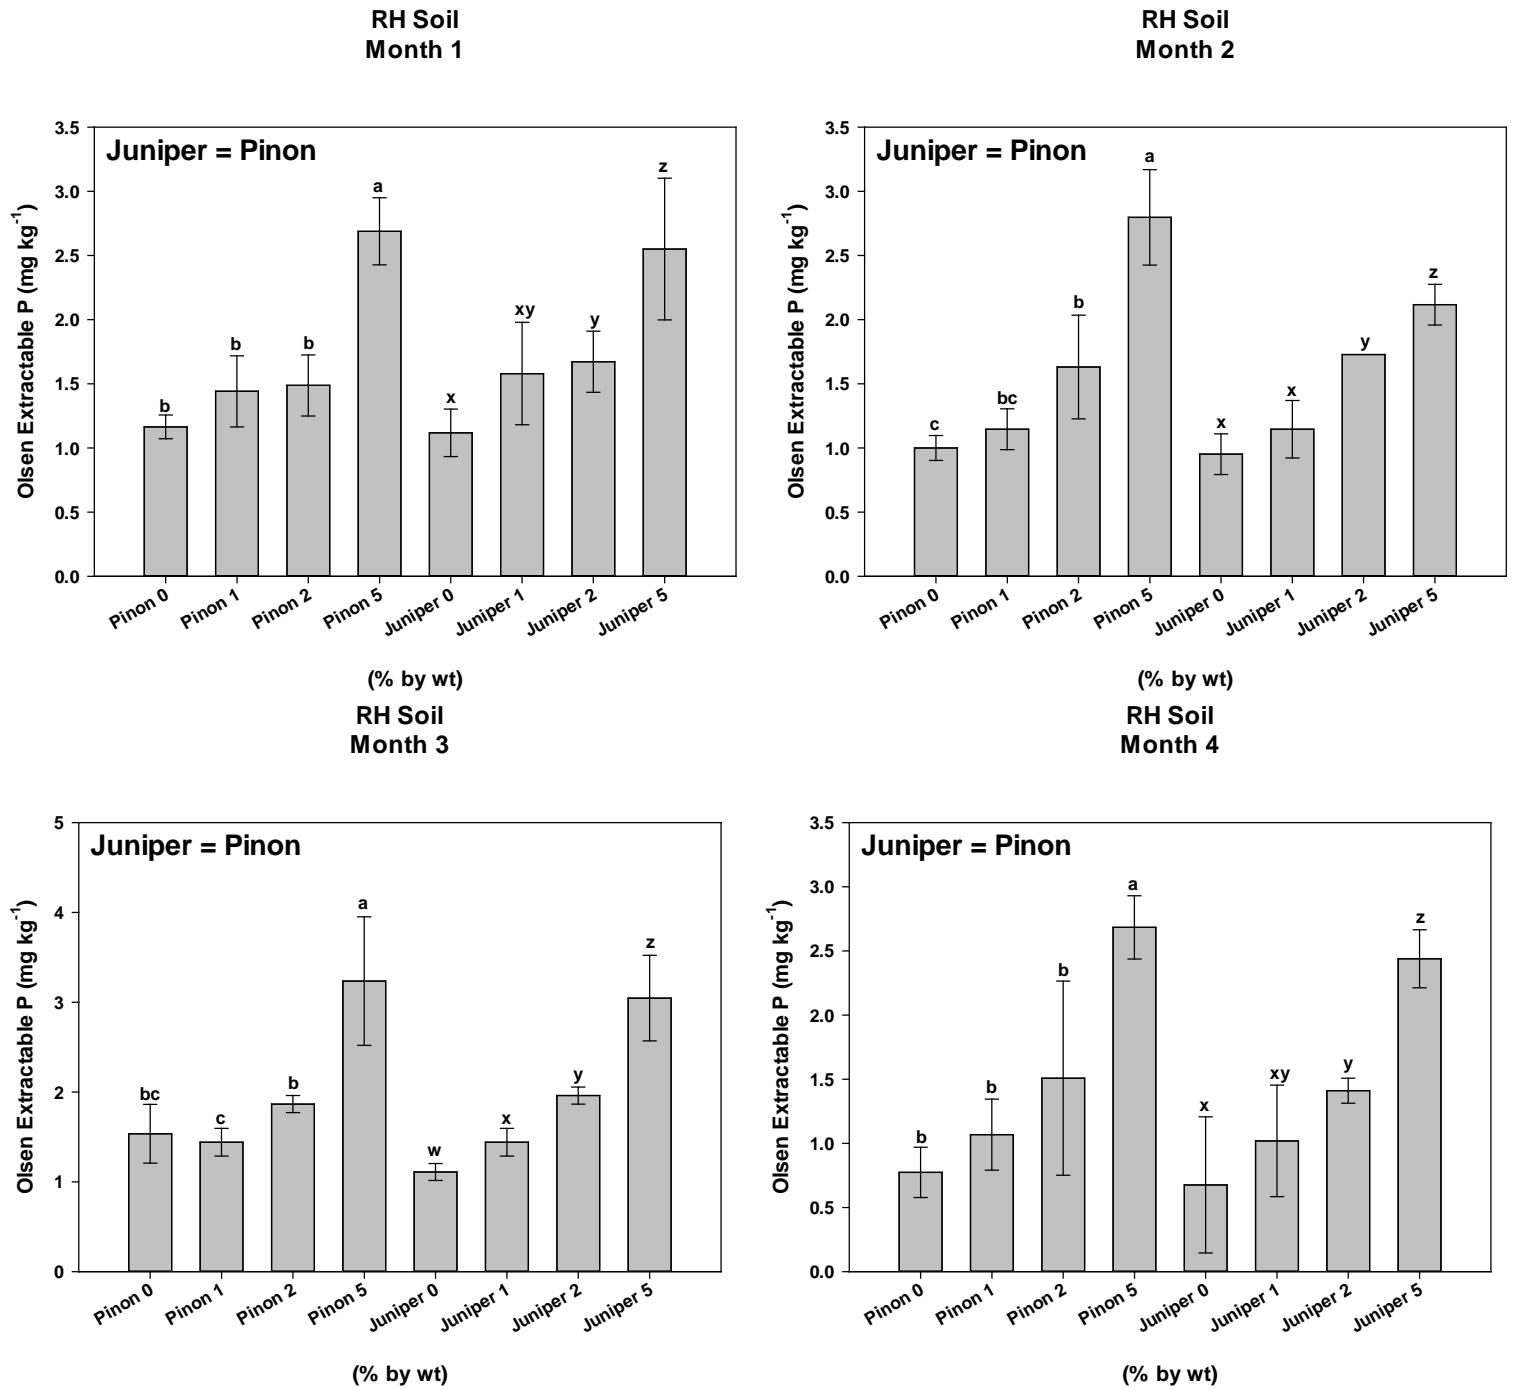 RH Soil
Month 1
Juniper = Pinon
Olsen Extractable P (mg kg-1)
3.5
3.0
2.5
2.0
1.5
1.0
0.5
0.0
b
b
b
a
x
xy
y
z
Pinon 0
Pinon 1
Pinon 2
Pinon 5
Juniper 0
Juniper 1
Juniper 2
Juniper 5
(% by wt)
RH Soil
Month 2
Juniper = Pinon
Olsen Extractable P (mg kg-1)
3.5
3.0
2.5
2.0
1.5
1.0
0.5
0.0
c
bc
b
a
x
x
y
z
Pinon 0
Pinon 1
Pinon 2
Pinon 5
Juniper 0
Juniper 1
Juniper 2
Juniper 5
(% by wt)
RH Soil
Month 3
Juniper = Pinon
Olsen Extractable P (mg kg-1)
5
4
3
2
1
0
bc
c
b
a
w
x
y
z
Pinon 0
Pinon 1
Pinon 2
Pinon 5
Juniper 0
Juniper 1
Juniper 2
Juniper 5
(% by wt)
RH Soil
Month 4
Juniper = Pinon
Olsen Extractable P (mg kg-1)
3.5
3.0
2.5
2.0
1.5
1.0
0.5
0.0
b
b
b
a
x
xy
y
z
Pinon 0
Pinon 1
Pinon 2
Pinon 5
Juniper 0
Juniper 1
Juniper 2
Juniper 5
(% by wt)